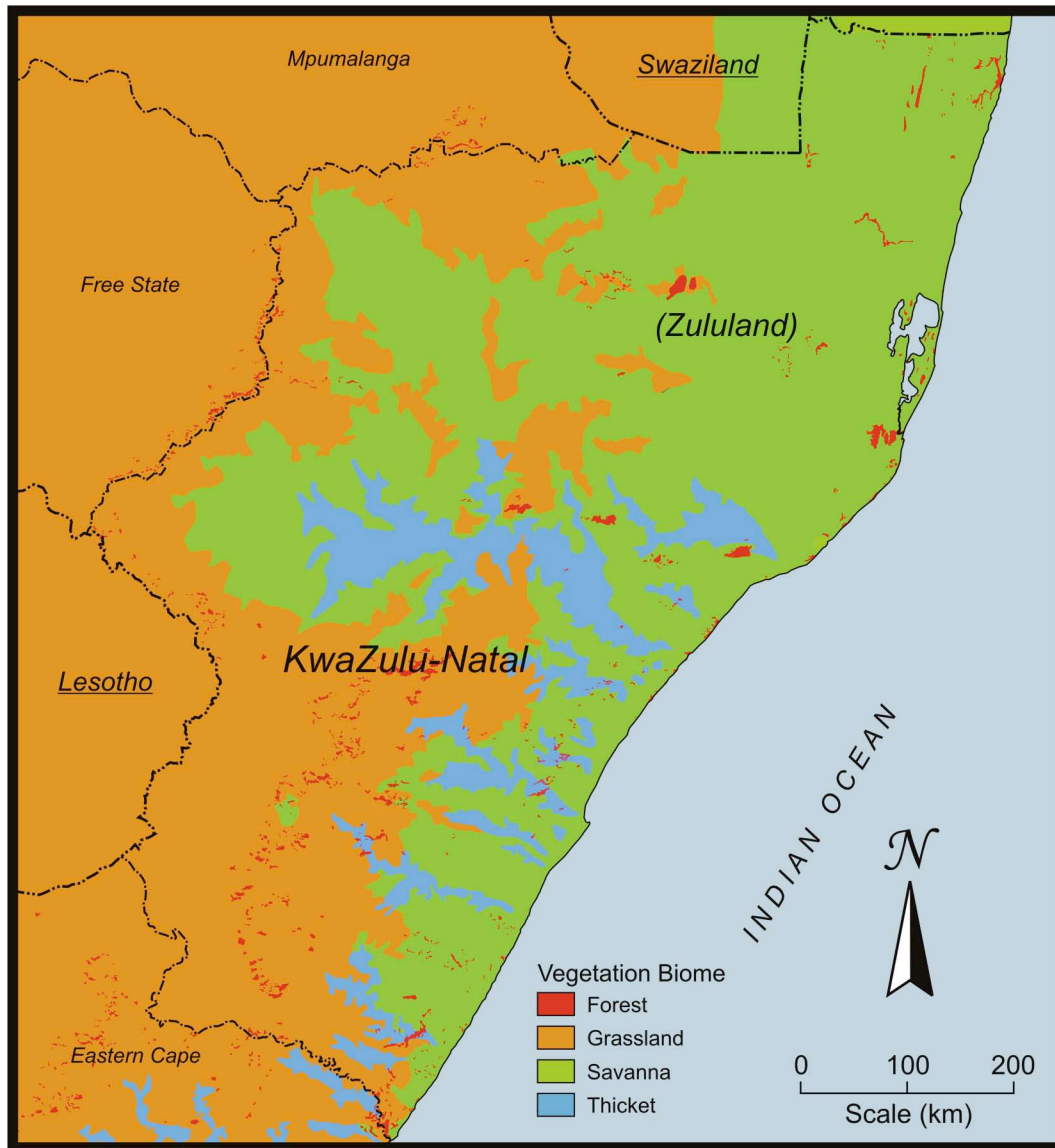 Mpumalanga
Swaziland
Free State
(Zululand)
KwaZulu-Natal
Lesotho
INDIAN OCEAN
N
Eastern Cape
Vegetation Biome
Forest
Grassland
Savanna
Thicket
0 100 200
Scale (km)